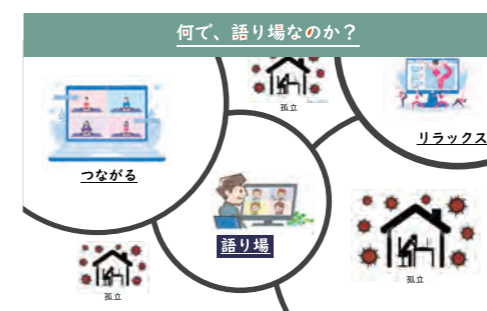 何で、語り場なのか？
孤立
リラックス
つながる
語り場
孤立
孤立